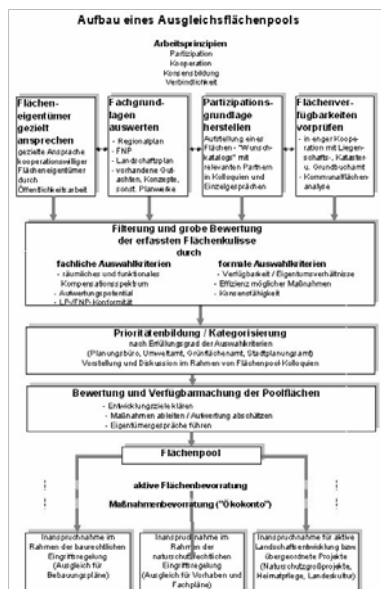 Aufbau eines Ausgleichsflächenpools
Arbeitsprinzipien
Partizipation
Kooperation
Konsensbildung
Verbindlichkeit
Flächen-
eigentümer
gezielt
ansprechen
gezielte Ansprache
kooperationswilliger
Flächeneigentümer
durch
Öffentlichkeitsarbeit
Fachgrund-
lagen
auswerten
- Regionalplan
- FNP
- Landschaftsplan
- vorhandene Gut-
achten, Konzepte,
sonst. Planwerke
Partizipations-
grundlage
herstellen
Aufstellung eines
Flächen- "Wunsch-
katalogs" mit
relevanten Partnern
in Kolloquien und
Einzelgesprächen
Flächenver-
fügbarkeiten
vorprüfen
- in enger Koope-
ration mit Liegen-
schafts-, Kataster-
u. Grundbuchamt
- Kommunalflächen-
analyse
Filterung und grobe Bewertung
der erfassten Flächenkulisse
durch
fachliche Auswahlkriterien
- räumliches und funktionales
Kompensationsspektrum
- Aufwertungspotential
- LP-/FNP-Konformität
formale Auswahlkriterien
- Verfügbarkeit / Eigentumsverhältnisse
- Effizienz möglicher Maßnahmen
- Konsensfähigkeit
Prioritätenbildung / Kategorisierung
nach Erfüllungsgrad der Auswahlkriterien
(Planungsbüro, Umweltamt, Grünflächenamt, Stadtplanungsamt)
Vorstellung und Diskussion im Rahmen von Flächenpool Kolloquien
Bewertung und Verfügbarmachung der Poolflächen
- Entwicklungsziele klären
- Maßnahmen ableiten / Aufwertung abschätzen
- Eigentümergespräche führen
Flächenpool
aktive Flächenbevorratung
Maßnahmenbevorratung ("Ökokonto")
Inanspruchnahme im
Rahmen der baurechtlichen
Eingriffsregelung
(Ausgleich für
Bebauungspläne)
Inanspruchnahme im
Rahmen der
naturschutzrechtlichen
Eingriffsregelung
(Ausgleich für Vorhaben und
Fachpläne)
Inanspruchnahme für aktive
Landschaftsentwicklung bzw.
übergeordnete Projekte
(Naturschutzgroßprojekte,
Heimatpflege, Landeskultur)